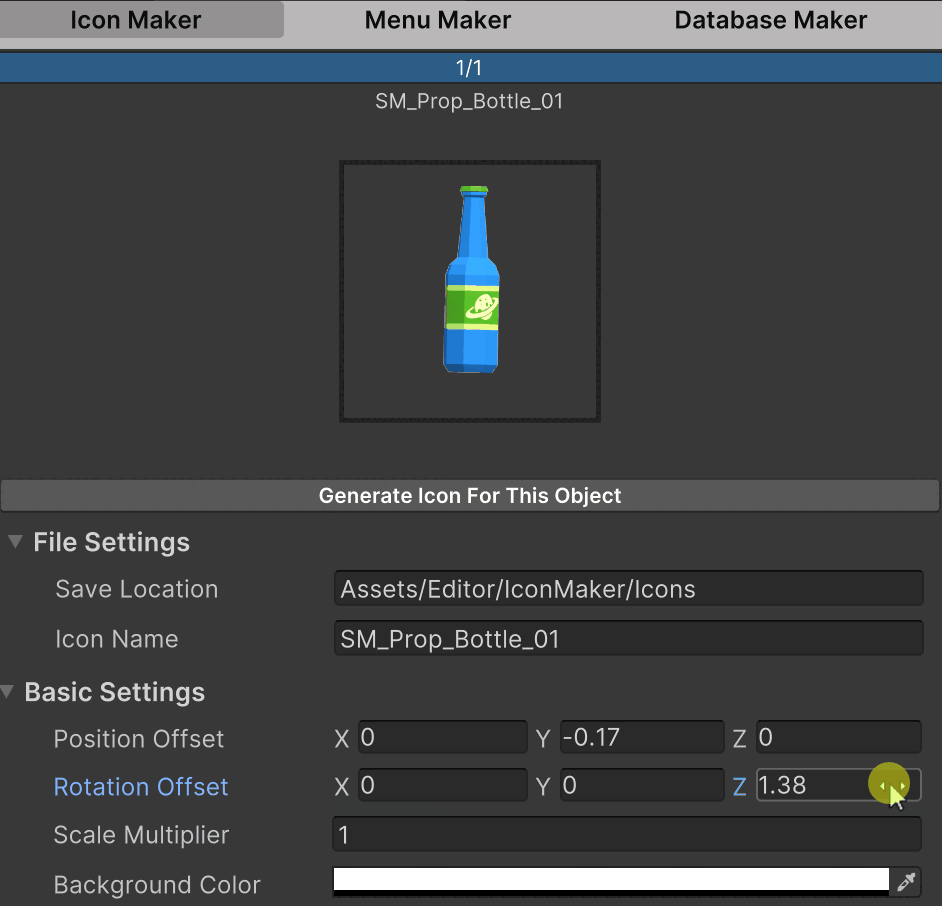 Icon Maker Menu Maker Database Maker
1/1
SM_Prop_Bottle_01
Generate Icon For This Object
File Settings
Save Location Assets/Editor/IconMaker/Icons
Icon Name SM_Prop_Bottle_01
Basic Settings
Position Offset X 0 Y -0.17 Z 0
Rotation Offset X 0 Y 0 Z 1.38
Scale Multiplier 1
Background Color